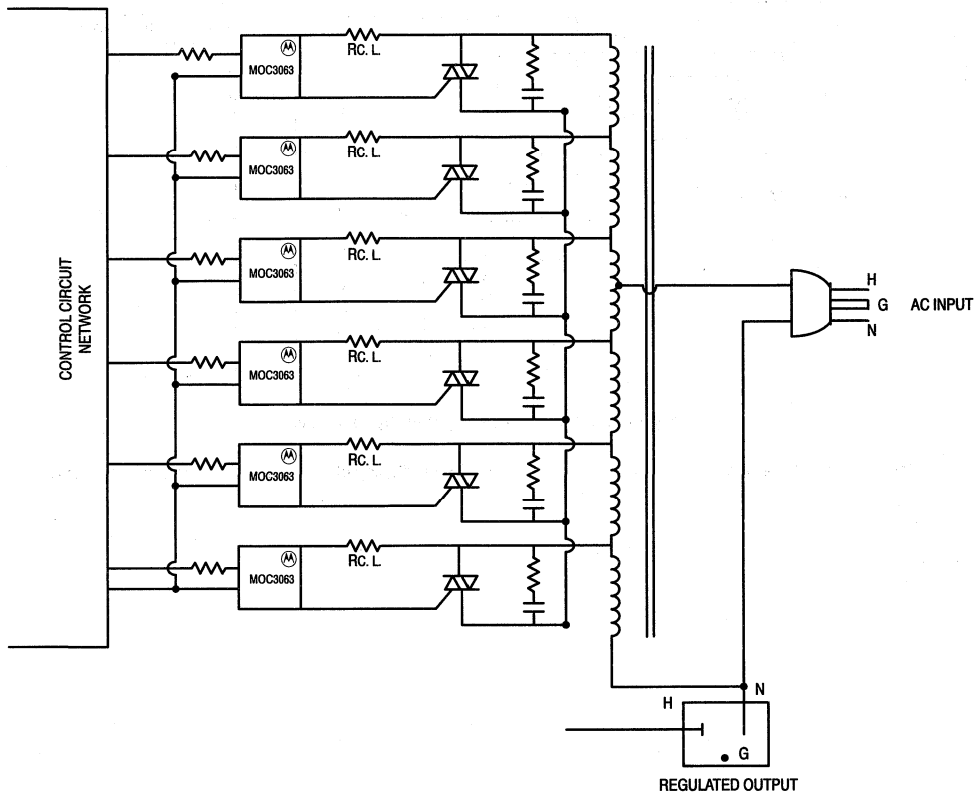 RC. L.
MOC3063
RC. L.
MOC3063
RC. L.
MOC3063
CONTROL CIRCUIT
NETWORK
H
G
AC INPUT
N
RC. L.
MOC3063
RC. L.
MOC3063
RC. L.
MOC3063
N
H
G
REGULATED OUTPUT